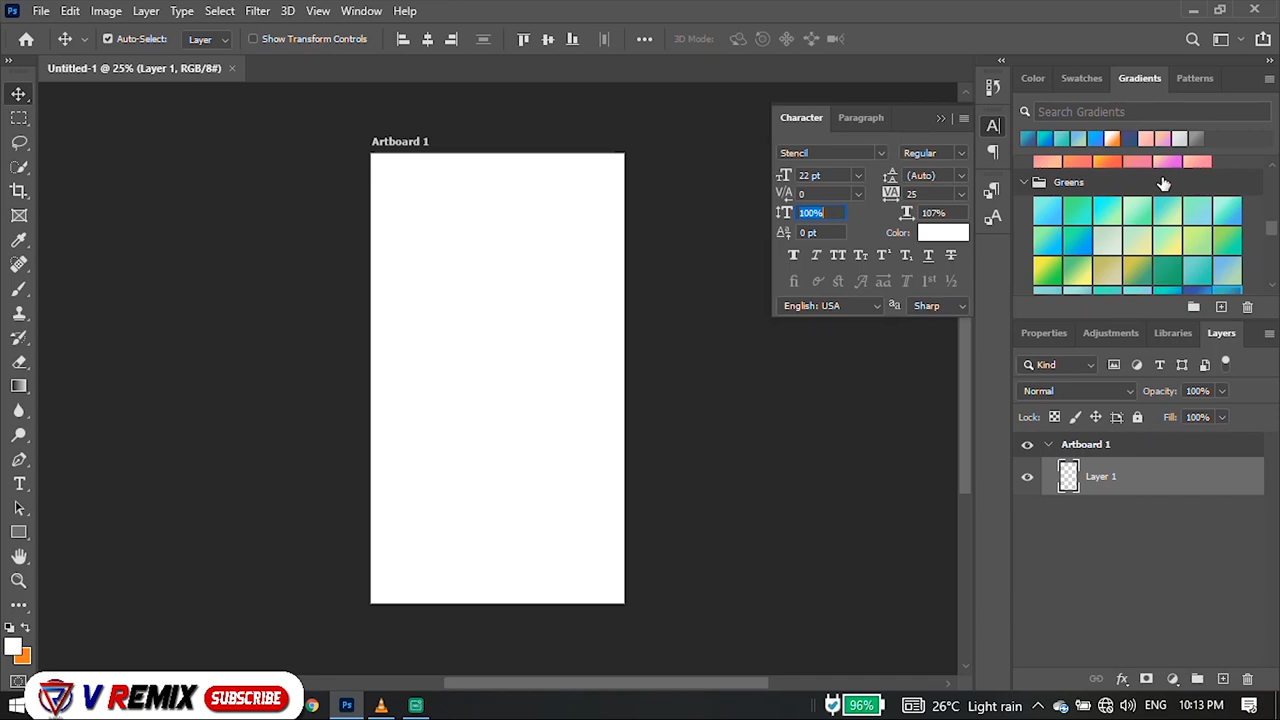 Ps File Edit Image Layer Type Select Filter 3D View Window Help
Auto-Select: Layer Show Transform Controls 3D Mode:
Untitled-1 @ 25% (Layer 1, RGB/8#)
Color Swatches Gradients Patterns
Search Gradients
Greens
Artboard 1
Character Paragraph
Stencil Regular
22 pt (Auto)
0 25
100% 107%
0 pt Color:
English: USA Sharp
Properties Adjustments Libraries Layers
Kind
Normal Opacity: 100%
Lock: Fill: 100%
Artboard 1
Layer 1
V REMIX SUBSCRIBE
Ps 96% 26°C Light rain ENG 10:13 PM